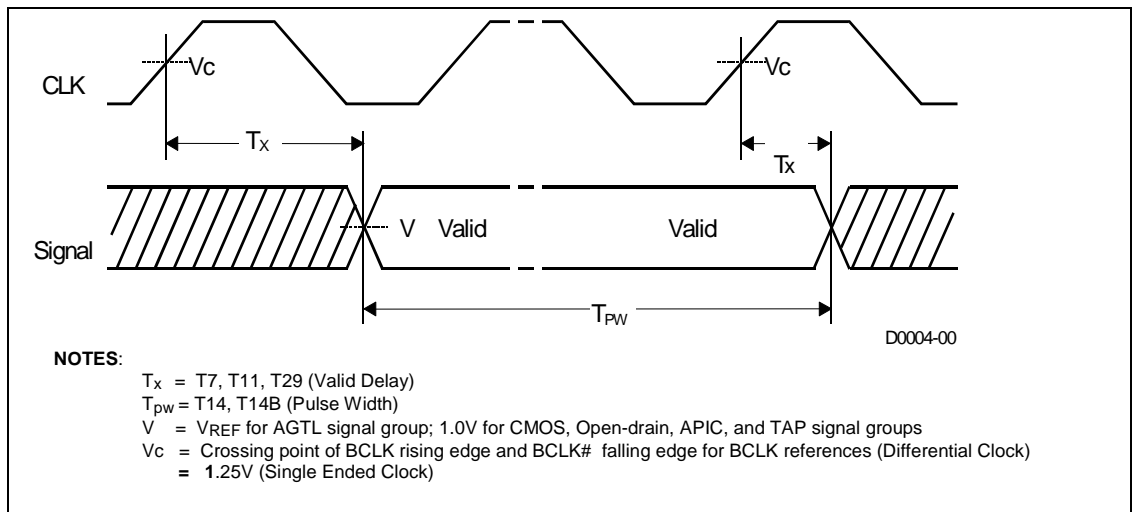 Vc
Vc
CLK
TX
Tx
V Valid Valid
Signal
TPW
D0004-00
NOTES:
Tx = T7, T11, T29 (Valid Delay)
Tpw = T14, T14B (Pulse Width)
V = VREF for AGTL signal group; 1.0V for CMOS, Open-drain, APIC, and TAP signal groups
Vc = Crossing point of BCLK rising edge and BCLK# falling edge for BCLK references (Differential Clock)
= 1.25V (Single Ended Clock)